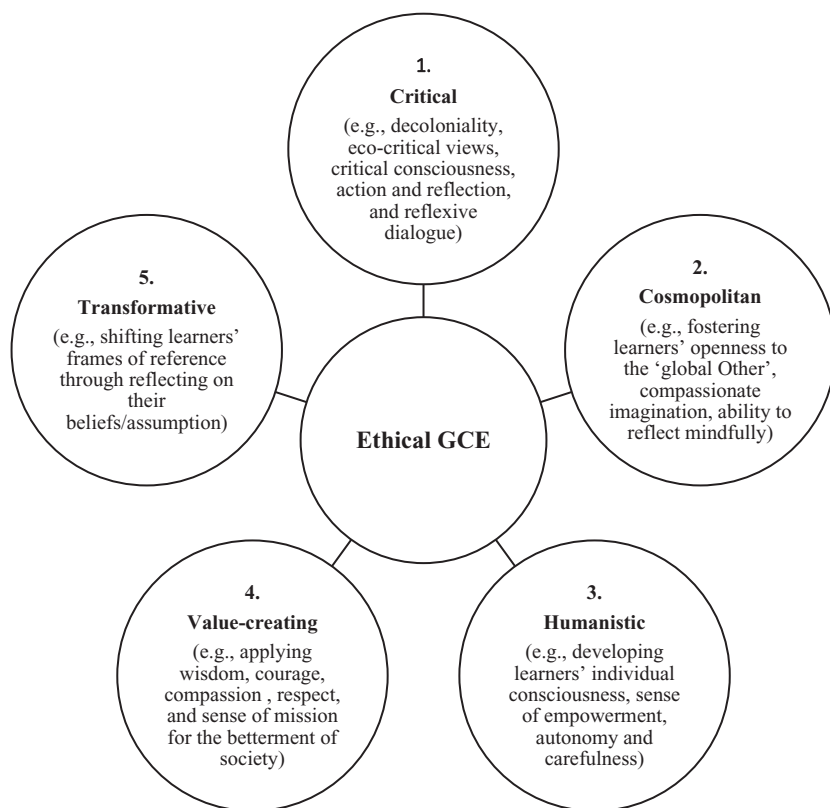 1.
Critical
(e.g., decoloniality,
eco-critical views,
critical consciousness,
action and reflection,
and reflexive
dialogue)
2.
Cosmopolitan
(e.g., fostering
learners’ openness to
the ‘global Other’,
compassionate
imagination, ability to
reflect mindfully)
3.
Humanistic
(e.g., developing
learners’ individual
consciousness, sense
of empowerment,
autonomy and
carefulness)
4.
Value-creating
(e.g., applying
wisdom, courage,
compassion , respect,
and sense of mission
for the betterment of
society)
5.
Transformative
(e.g., shifting learners’
frames of reference
through reflecting on
their
beliefs/assumption)
Ethical GCE